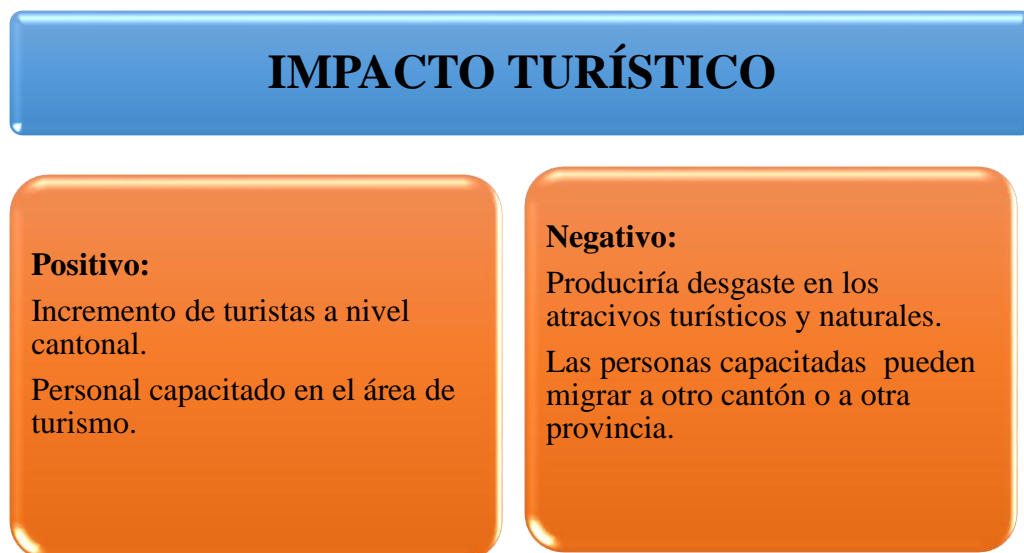 IMPACTO TURÍSTICO
Positivo:
Incremento de turistas a nivel
cantonal.
Personal capacitado en el área de
turismo.
Negativo:
Produciría desgaste en los
atracivos turísticos y naturales.
Las personas capacitadas  pueden
migrar a otro cantón o a otra
provincia.